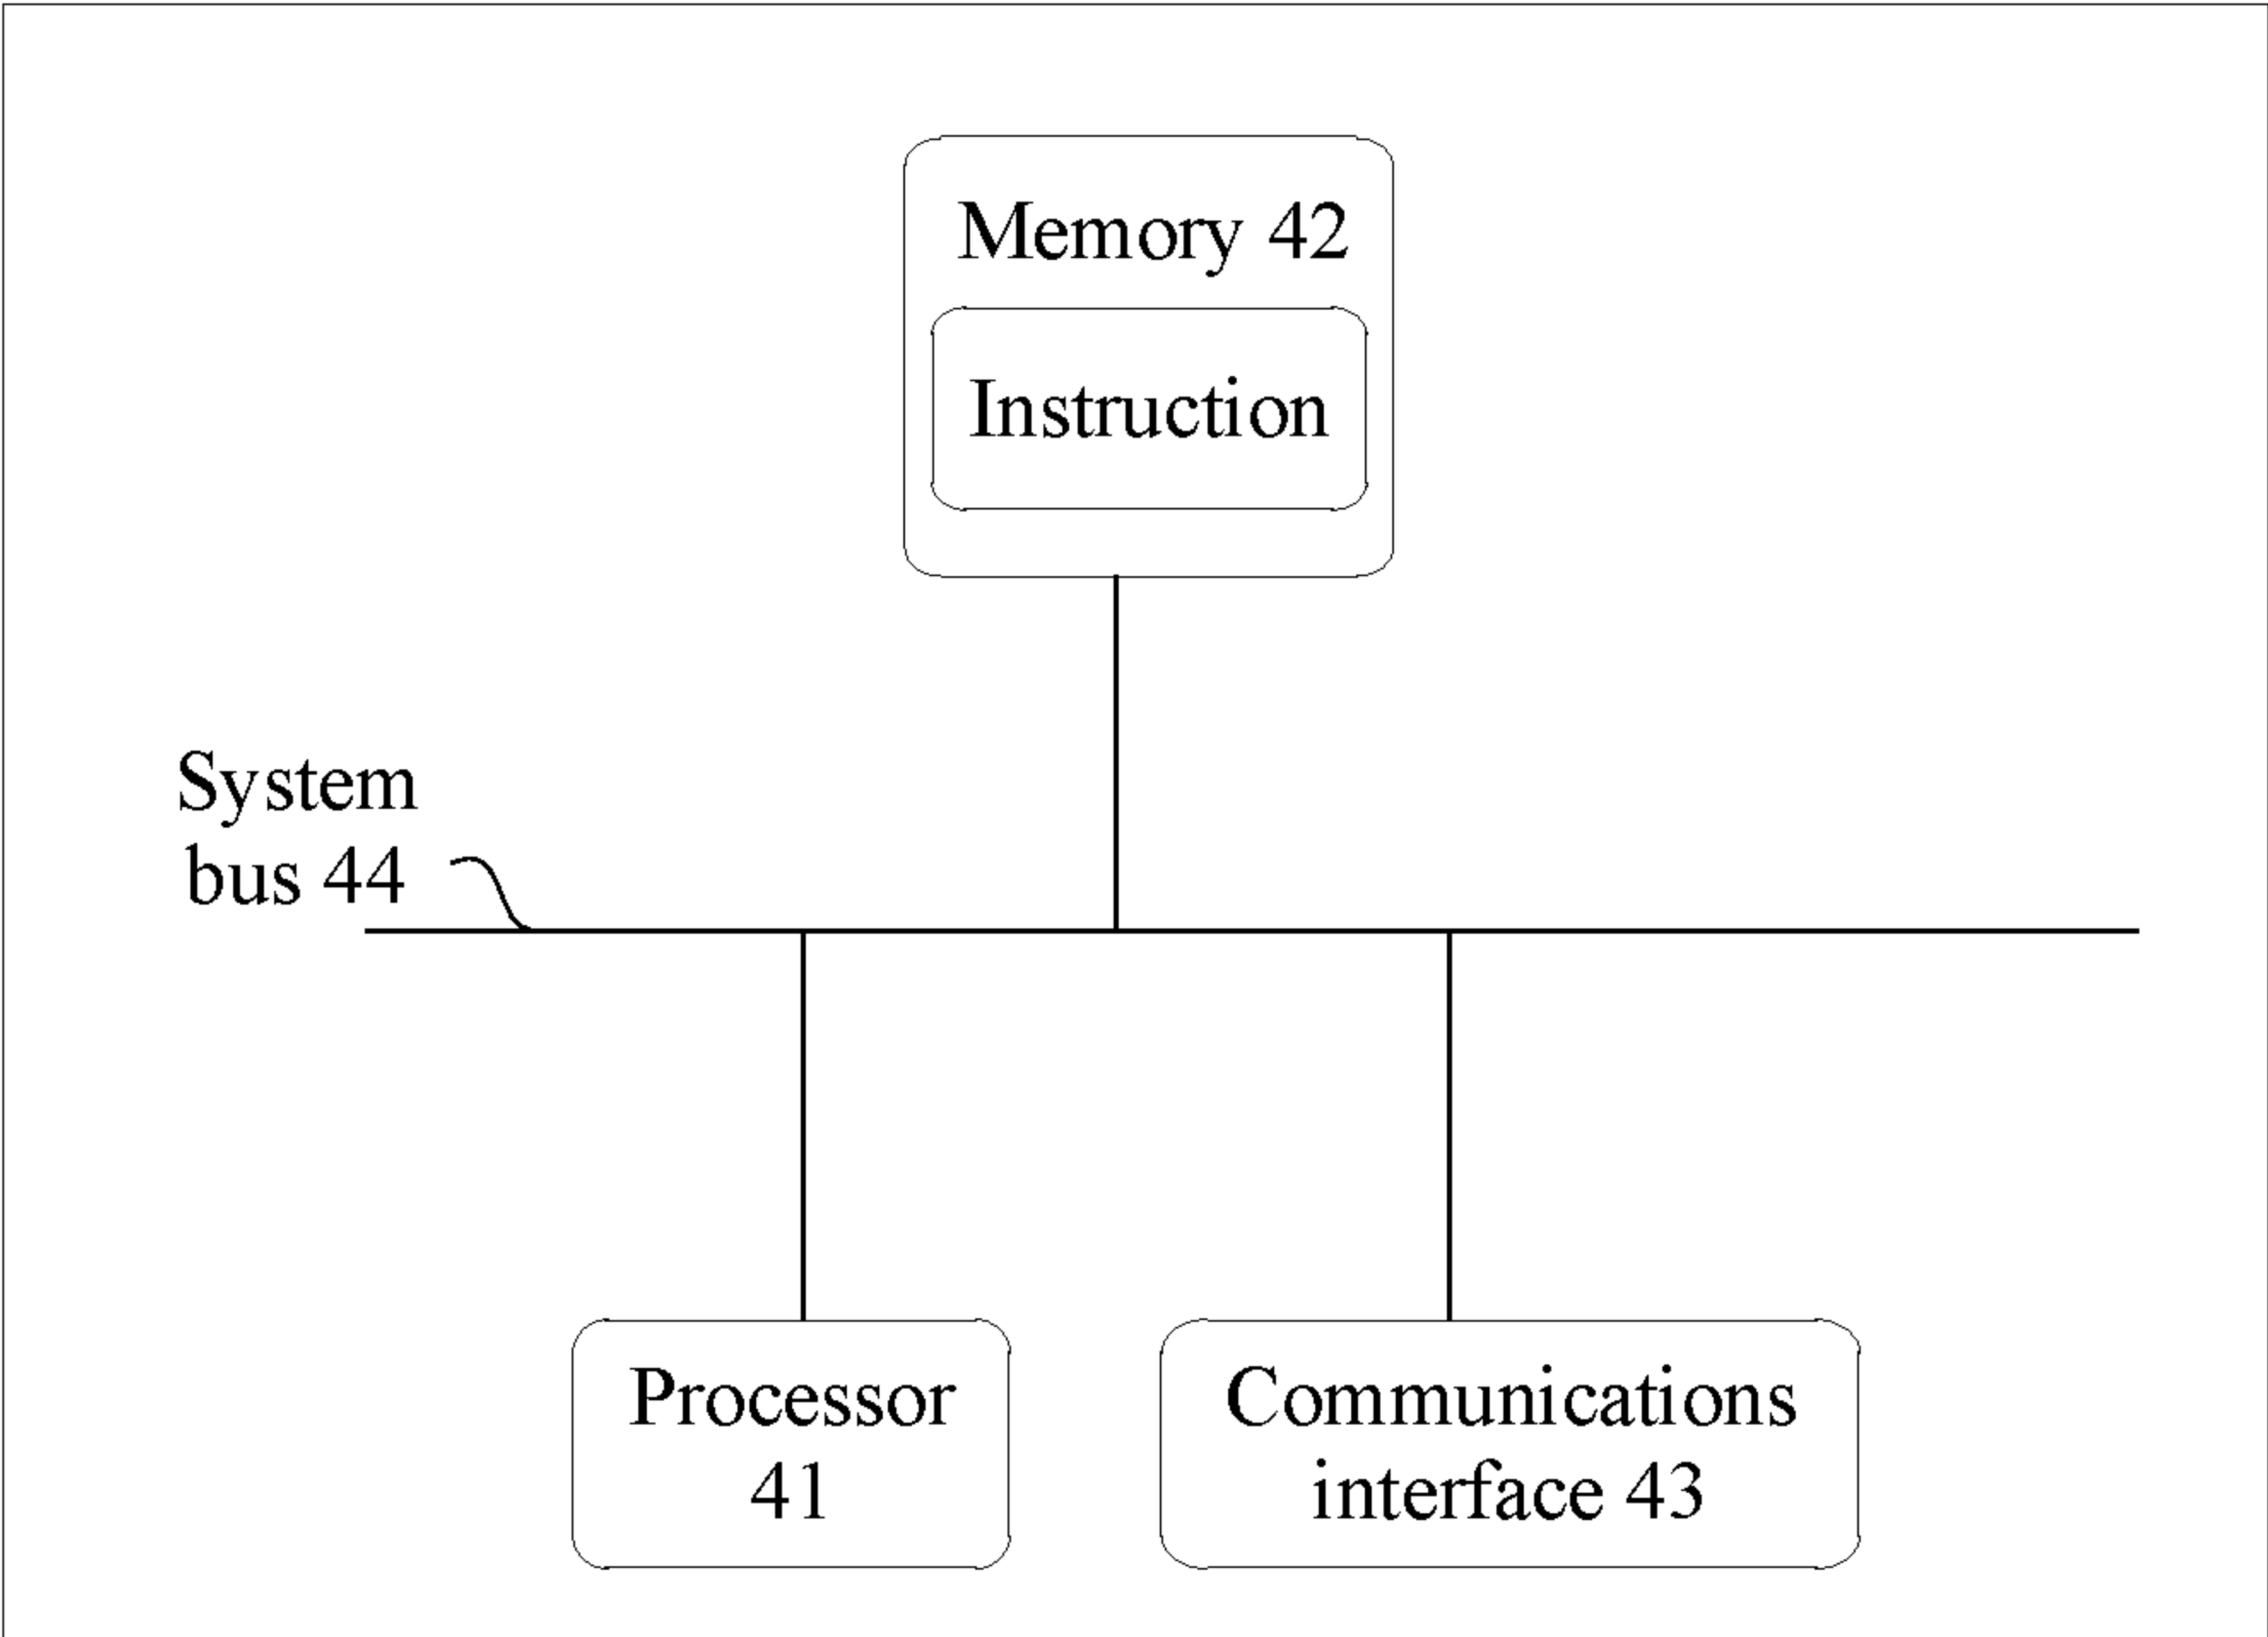 Memory 42
Instruction
System
bus 44
Processor
41
Communications
interface 43